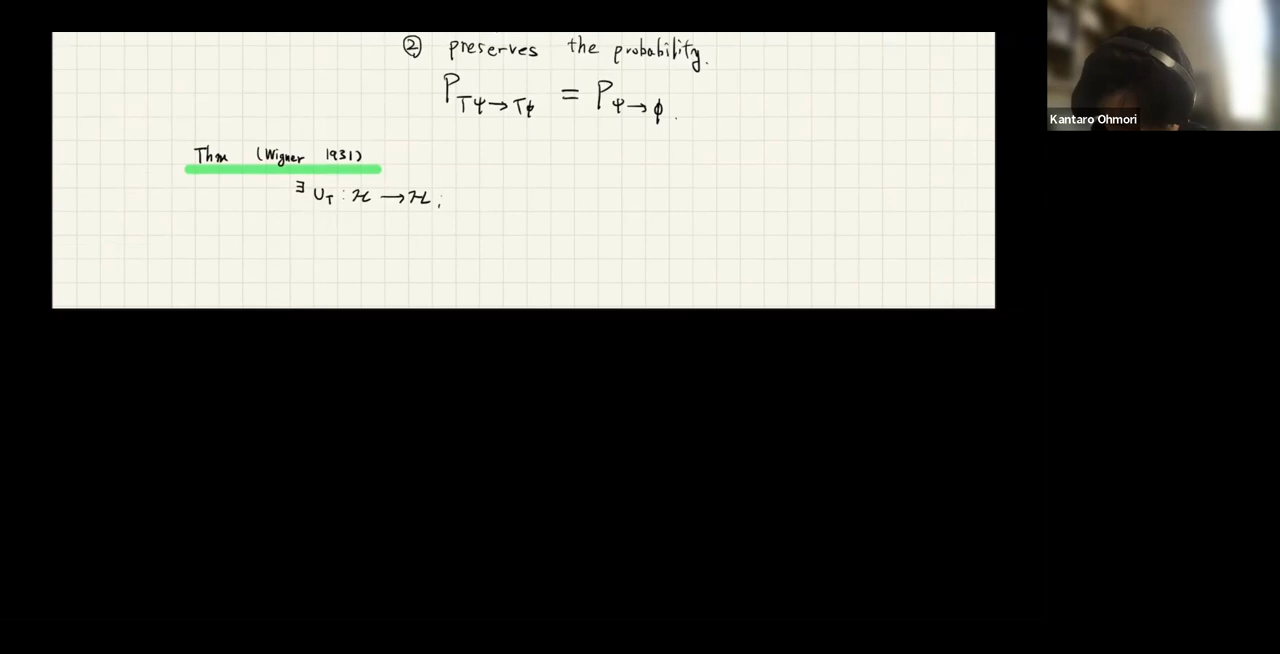 ② preserves the probability.
P_{Tψ→Tϕ} = P_{ψ→ϕ}.
Thm (Wigner 1931)
∃ U_T : ℋ → ℋ ;
Kantaro Ohmori